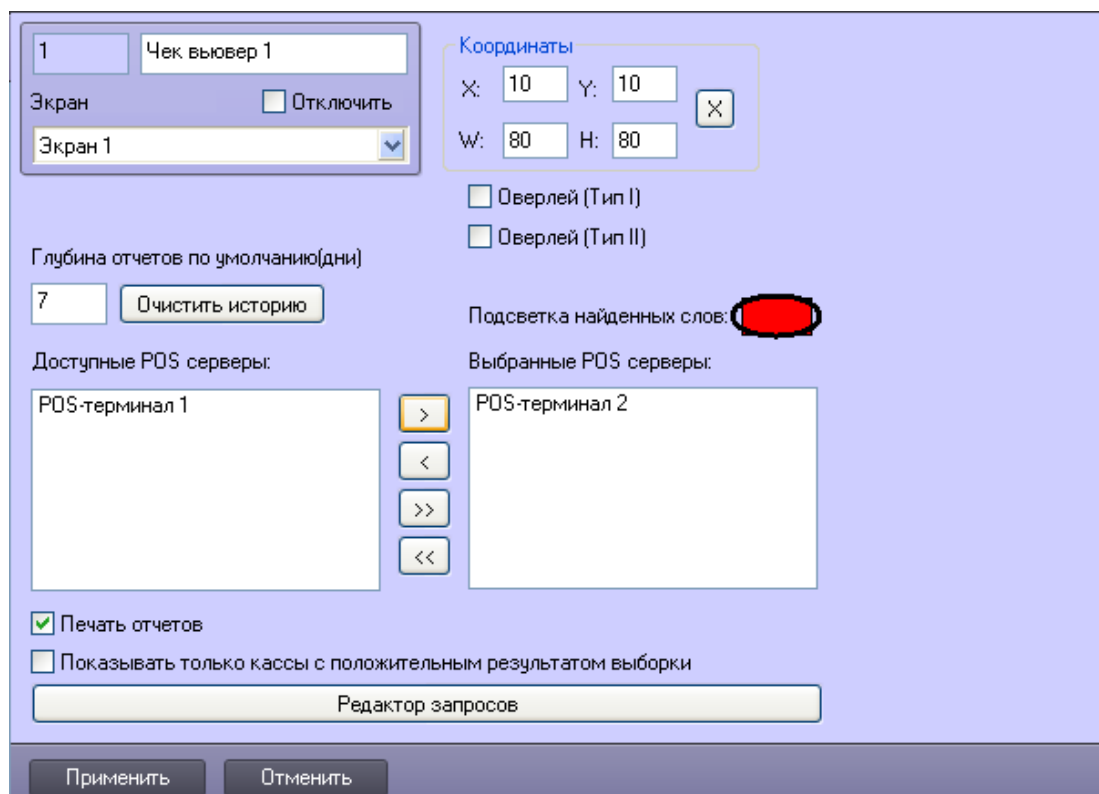 1 Чек вьювер 1
Экран Отключить
Экран 1
Координаты
X: 10 Y: 10 X
W: 80 H: 80
Оверлей (Тип I)
Оверлей (Тип II)
Глубина отчетов по умолчанию(дни)
7 Очистить историю
Подсветка найденных слов:
Доступные POS серверы: Выбранные POS серверы:
POS-терминал 1 > POS-терминал 2
<
>>
<<
Печать отчетов
Показывать только кассы с положительным результатом выборки
Редактор запросов
Применить Отменить